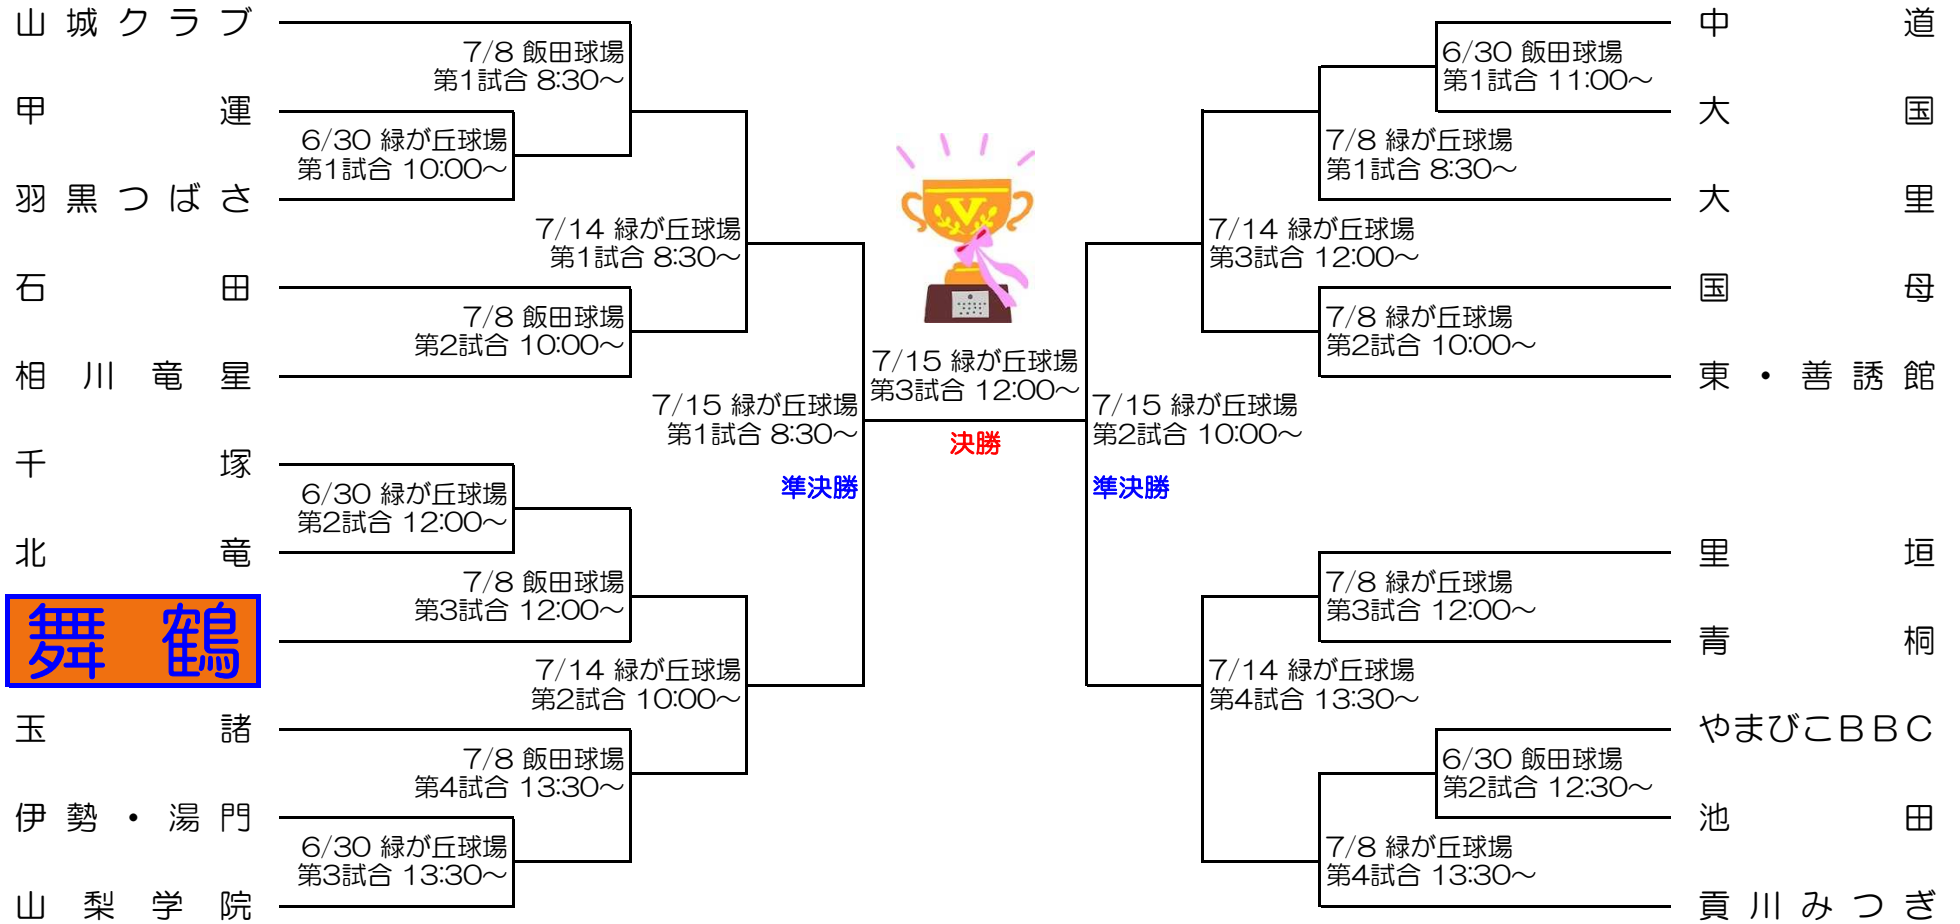 山城クラブ
7/8 飯田球場
第1試合 8:30～
甲運
6/30 緑が丘球場
第1試合 10:00～
羽黒つばさ
7/14 緑が丘球場
第1試合 8:30～
石田
7/8 飯田球場
第2試合 10:00～
相川竜星
7/15 緑が丘球場
第1試合 8:30～
準決勝
千塚
6/30 緑が丘球場
第2試合 12:00～
北竜
7/8 飯田球場
第3試合 12:00～
舞鶴
7/14 緑が丘球場
第2試合 10:00～
玉諸
7/8 飯田球場
第4試合 13:30～
伊勢・湯門
6/30 緑が丘球場
第3試合 13:30～
山梨学院
V
7/15 緑が丘球場
第3試合 12:00～
決勝
中道
6/30 飯田球場
第1試合 11:00～
大国
7/8 緑が丘球場
第1試合 8:30～
大里
7/14 緑が丘球場
第3試合 12:00～
国母
7/8 緑が丘球場
第2試合 10:00～
東・善誘館
7/15 緑が丘球場
第2試合 10:00～
準決勝
里垣
7/8 緑が丘球場
第3試合 12:00～
青桐
7/14 緑が丘球場
第4試合 13:30～
やまびこBBC
6/30 飯田球場
第2試合 12:30～
池田
7/8 緑が丘球場
第4試合 13:30～
貢川みつぎ